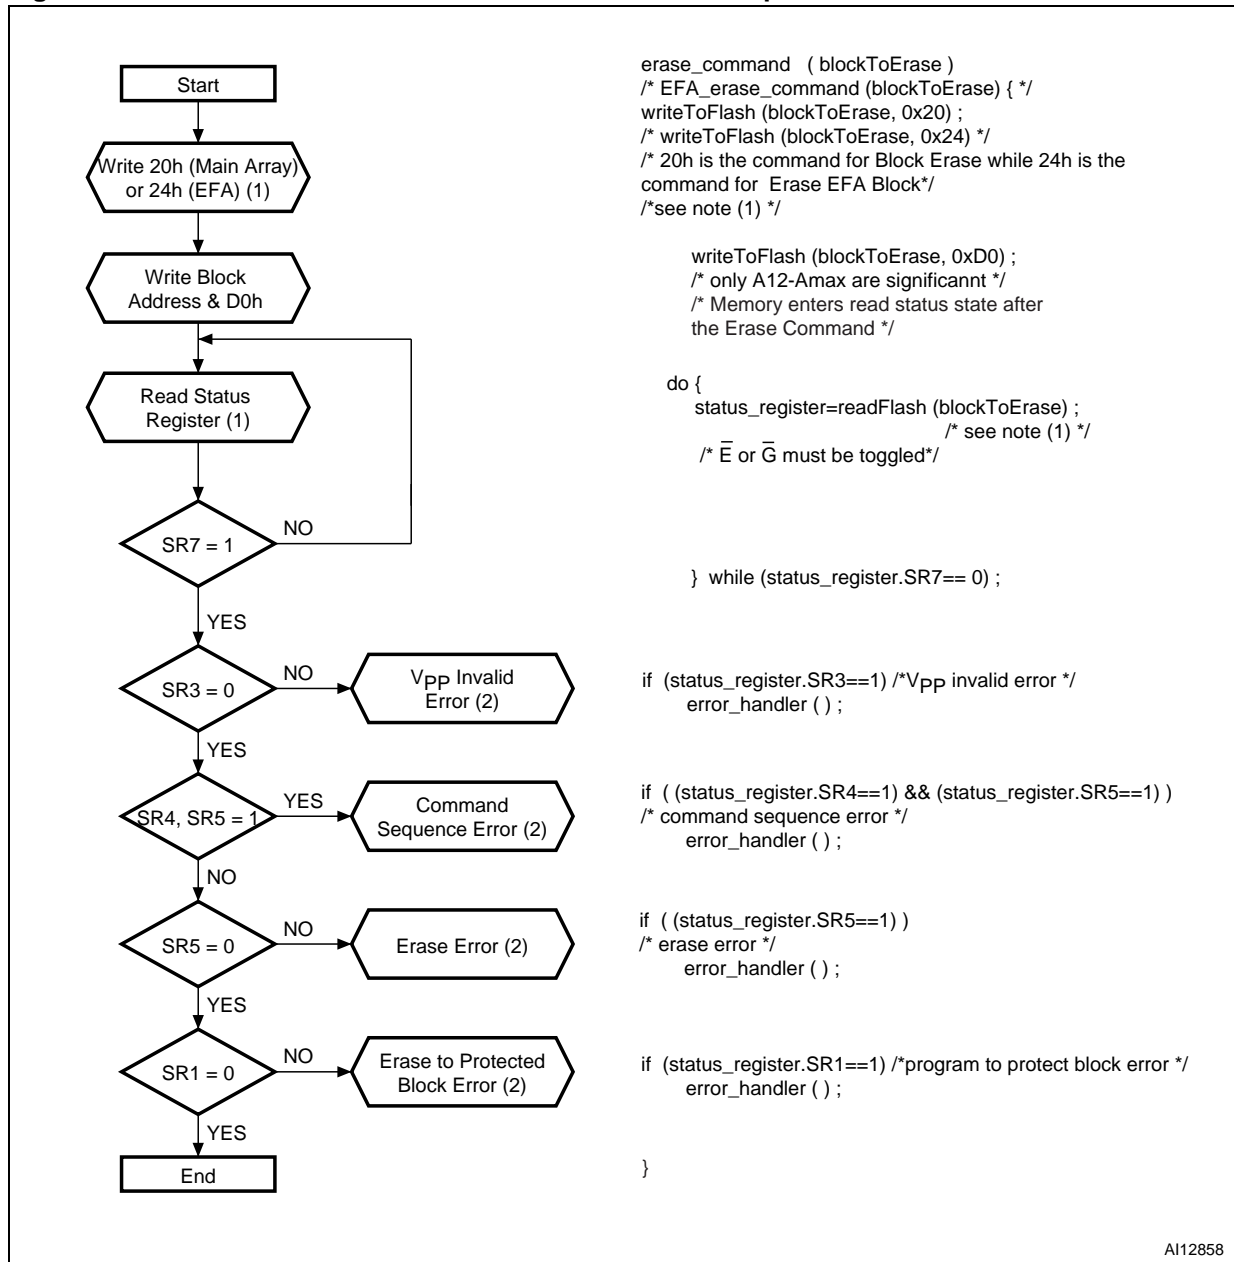 Start
Write 20h (Main Array)
or 24h (EFA) (1)
Write Block
Address & D0h
Read Status
Register (1)
SR7 = 1
NO
YES
SR3 = 0
NO
VPP Invalid
Error (2)
YES
SR4, SR5 = 1
YES
Command
Sequence Error (2)
NO
SR5 = 0
NO
Erase Error (2)
YES
SR1 = 0
NO
Erase to Protected
Block Error (2)
YES
End
erase_command ( blockToErase )
/* EFA_erase_command (blockToErase) { */
writeToFlash (blockToErase, 0x20) ;
/* writeToFlash (blockToErase, 0x24) */
/* 20h is the command for Block Erase while 24h is the
command for Erase EFA Block*/
/*see note (1) */
writeToFlash (blockToErase, 0xD0) ;
/* only A12-Amax are significannt */
/* Memory enters read status state after
the Erase Command */
do {
status_register=readFlash (blockToErase) ;
/* see note (1) */
/* E̅ or G̅ must be toggled*/
} while (status_register.SR7== 0) ;
if (status_register.SR3==1) /*VPP invalid error */
error_handler ( ) ;
if ( (status_register.SR4==1) && (status_register.SR5==1) )
/* command sequence error */
error_handler ( ) ;
if ( (status_register.SR5==1) )
/* erase error */
error_handler ( ) ;
if (status_register.SR1==1) /*program to protect block error */
error_handler ( ) ;
}
AI12858